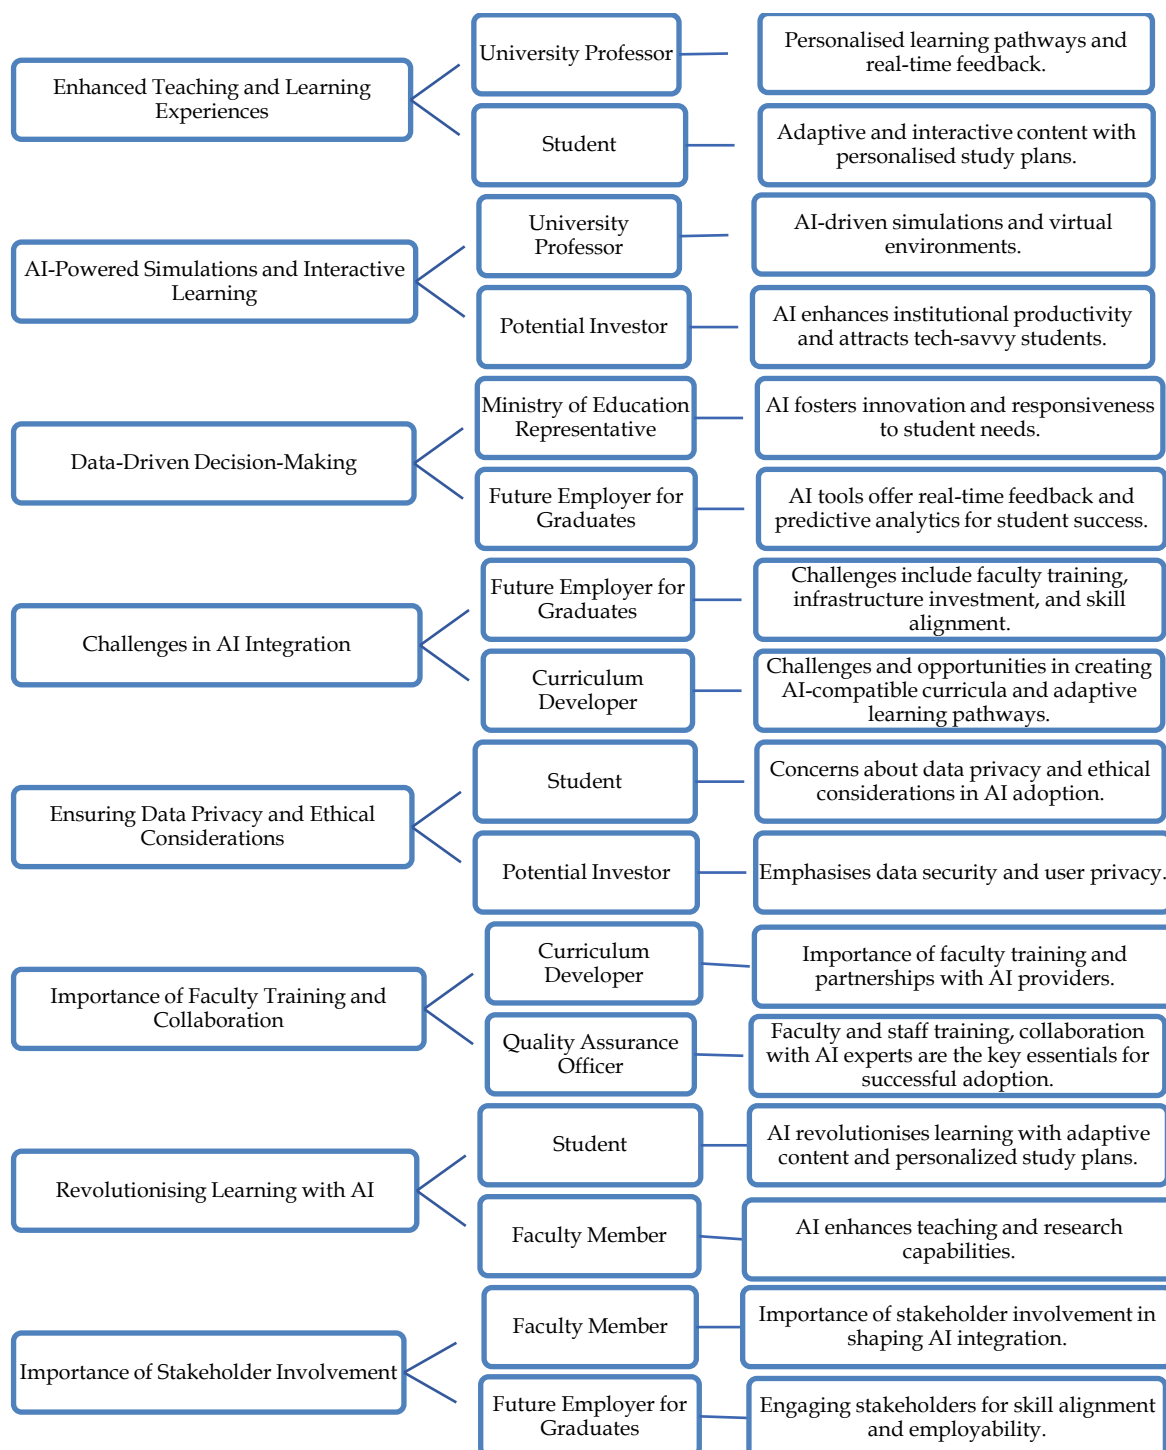 Enhanced Teaching and Learning
Experiences
University Professor
Personalised learning pathways and
real-time feedback.
Student
Adaptive and interactive content with
personalised study plans.
AI-Powered Simulations and Interactive
Learning
University
Professor
AI-driven simulations and virtual
environments.
Potential Investor
AI enhances institutional productivity
and attracts tech-savvy students.
Data-Driven Decision-Making
Ministry of Education
Representative
AI fosters innovation and responsiveness
to student needs.
Future Employer for
Graduates
AI tools offer real-time feedback and
predictive analytics for student success.
Challenges in AI Integration
Future Employer for
Graduates
Challenges include faculty training,
infrastructure investment, and skill
alignment.
Curriculum
Developer
Challenges and opportunities in creating
AI-compatible curricula and adaptive
learning pathways.
Ensuring Data Privacy and Ethical
Considerations
Student
Concerns about data privacy and ethical
considerations in AI adoption.
Potential Investor
Emphasises data security and user privacy.
Importance of Faculty Training and
Collaboration
Curriculum
Developer
Importance of faculty training and
partnerships with AI providers.
Quality Assurance
Officer
Faculty and staff training, collaboration
with AI experts are the key essentials for
successful adoption.
Revolutionising Learning with AI
Student
AI revolutionises learning with adaptive
content and personalized study plans.
Faculty Member
AI enhances teaching and research
capabilities.
Importance of Stakeholder Involvement
Faculty Member
Importance of stakeholder involvement in
shaping AI integration.
Future Employer for
Graduates
Engaging stakeholders for skill alignment
and employability.